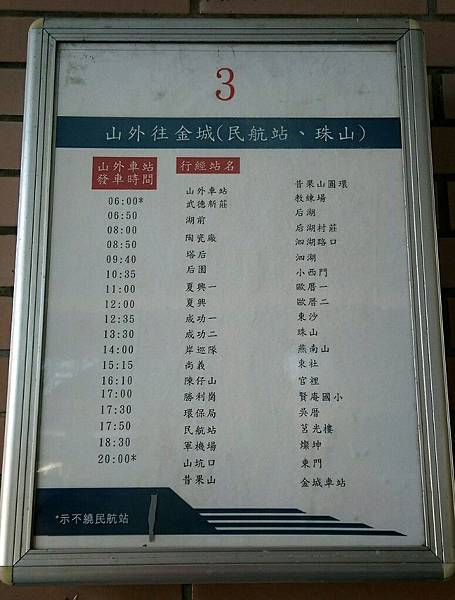 3
山外往金城(民航站、珠山)
山外車站
發車時間
06:00*
06:50
08:00
08:50
09:40
10:35
11:00
12:00
12:35
13:30
14:00
15:15
16:10
17:00
17:30
17:50
18:30
20:00*
行經站名
山外車站
武德新莊
湖前
陶瓷廠
塔后
后園
夏興一
夏興
成功一
成功二
岸巡隊
尚義
陳仔山
勝利崗
環保局
民航站
軍機場
山坑口
昔果山
昔果山圓環
教練場
后湖
后湖村莊
泗湖路口
泗湖
小西門
歐厝一
歐厝二
東沙
珠山
燕南山
東社
官裡
賢庵國小
吳厝
莒光樓
燦坤
東門
金城車站
*示不繞民航站